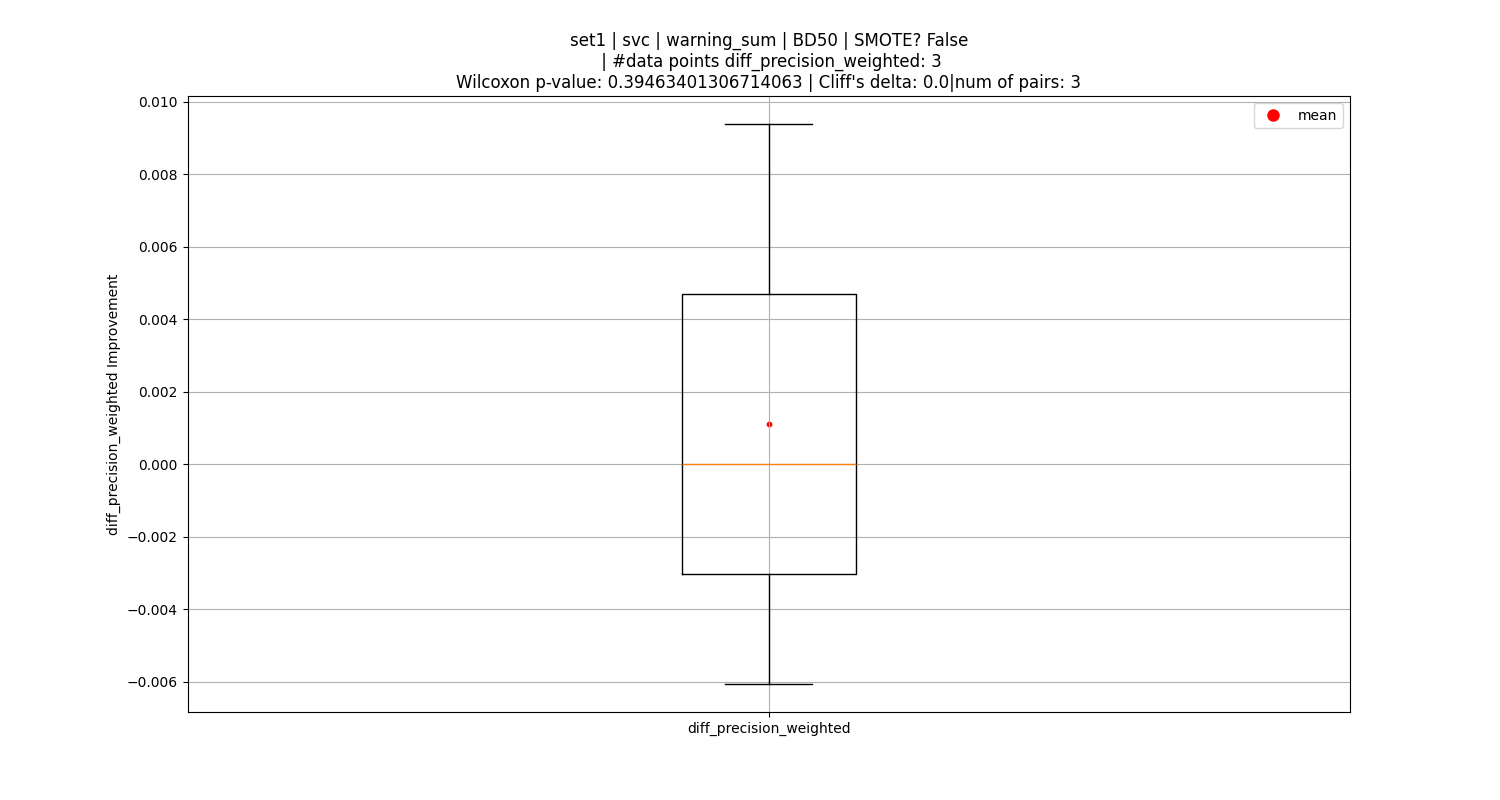 set1 | svc | warning_sum | BD50 | SMOTE? False
| #data points diff_precision_weighted: 3
Wilcoxon p-value: 0.39463401306714063 | Cliff's delta: 0.0|num of pairs: 3
mean
0.010
0.008
0.006
0.004
0.002
0.000
−0.002
−0.004
−0.006
diff_precision_weighted Improvement
diff_precision_weighted